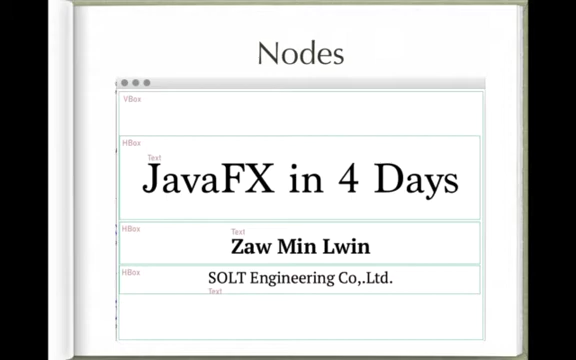 Nodes
VBox
HBox
Text
JavaFX in 4 Days
HBox
Text
Zaw Min Lwin
HBox
SOLT Engineering Co,.Ltd.
Text